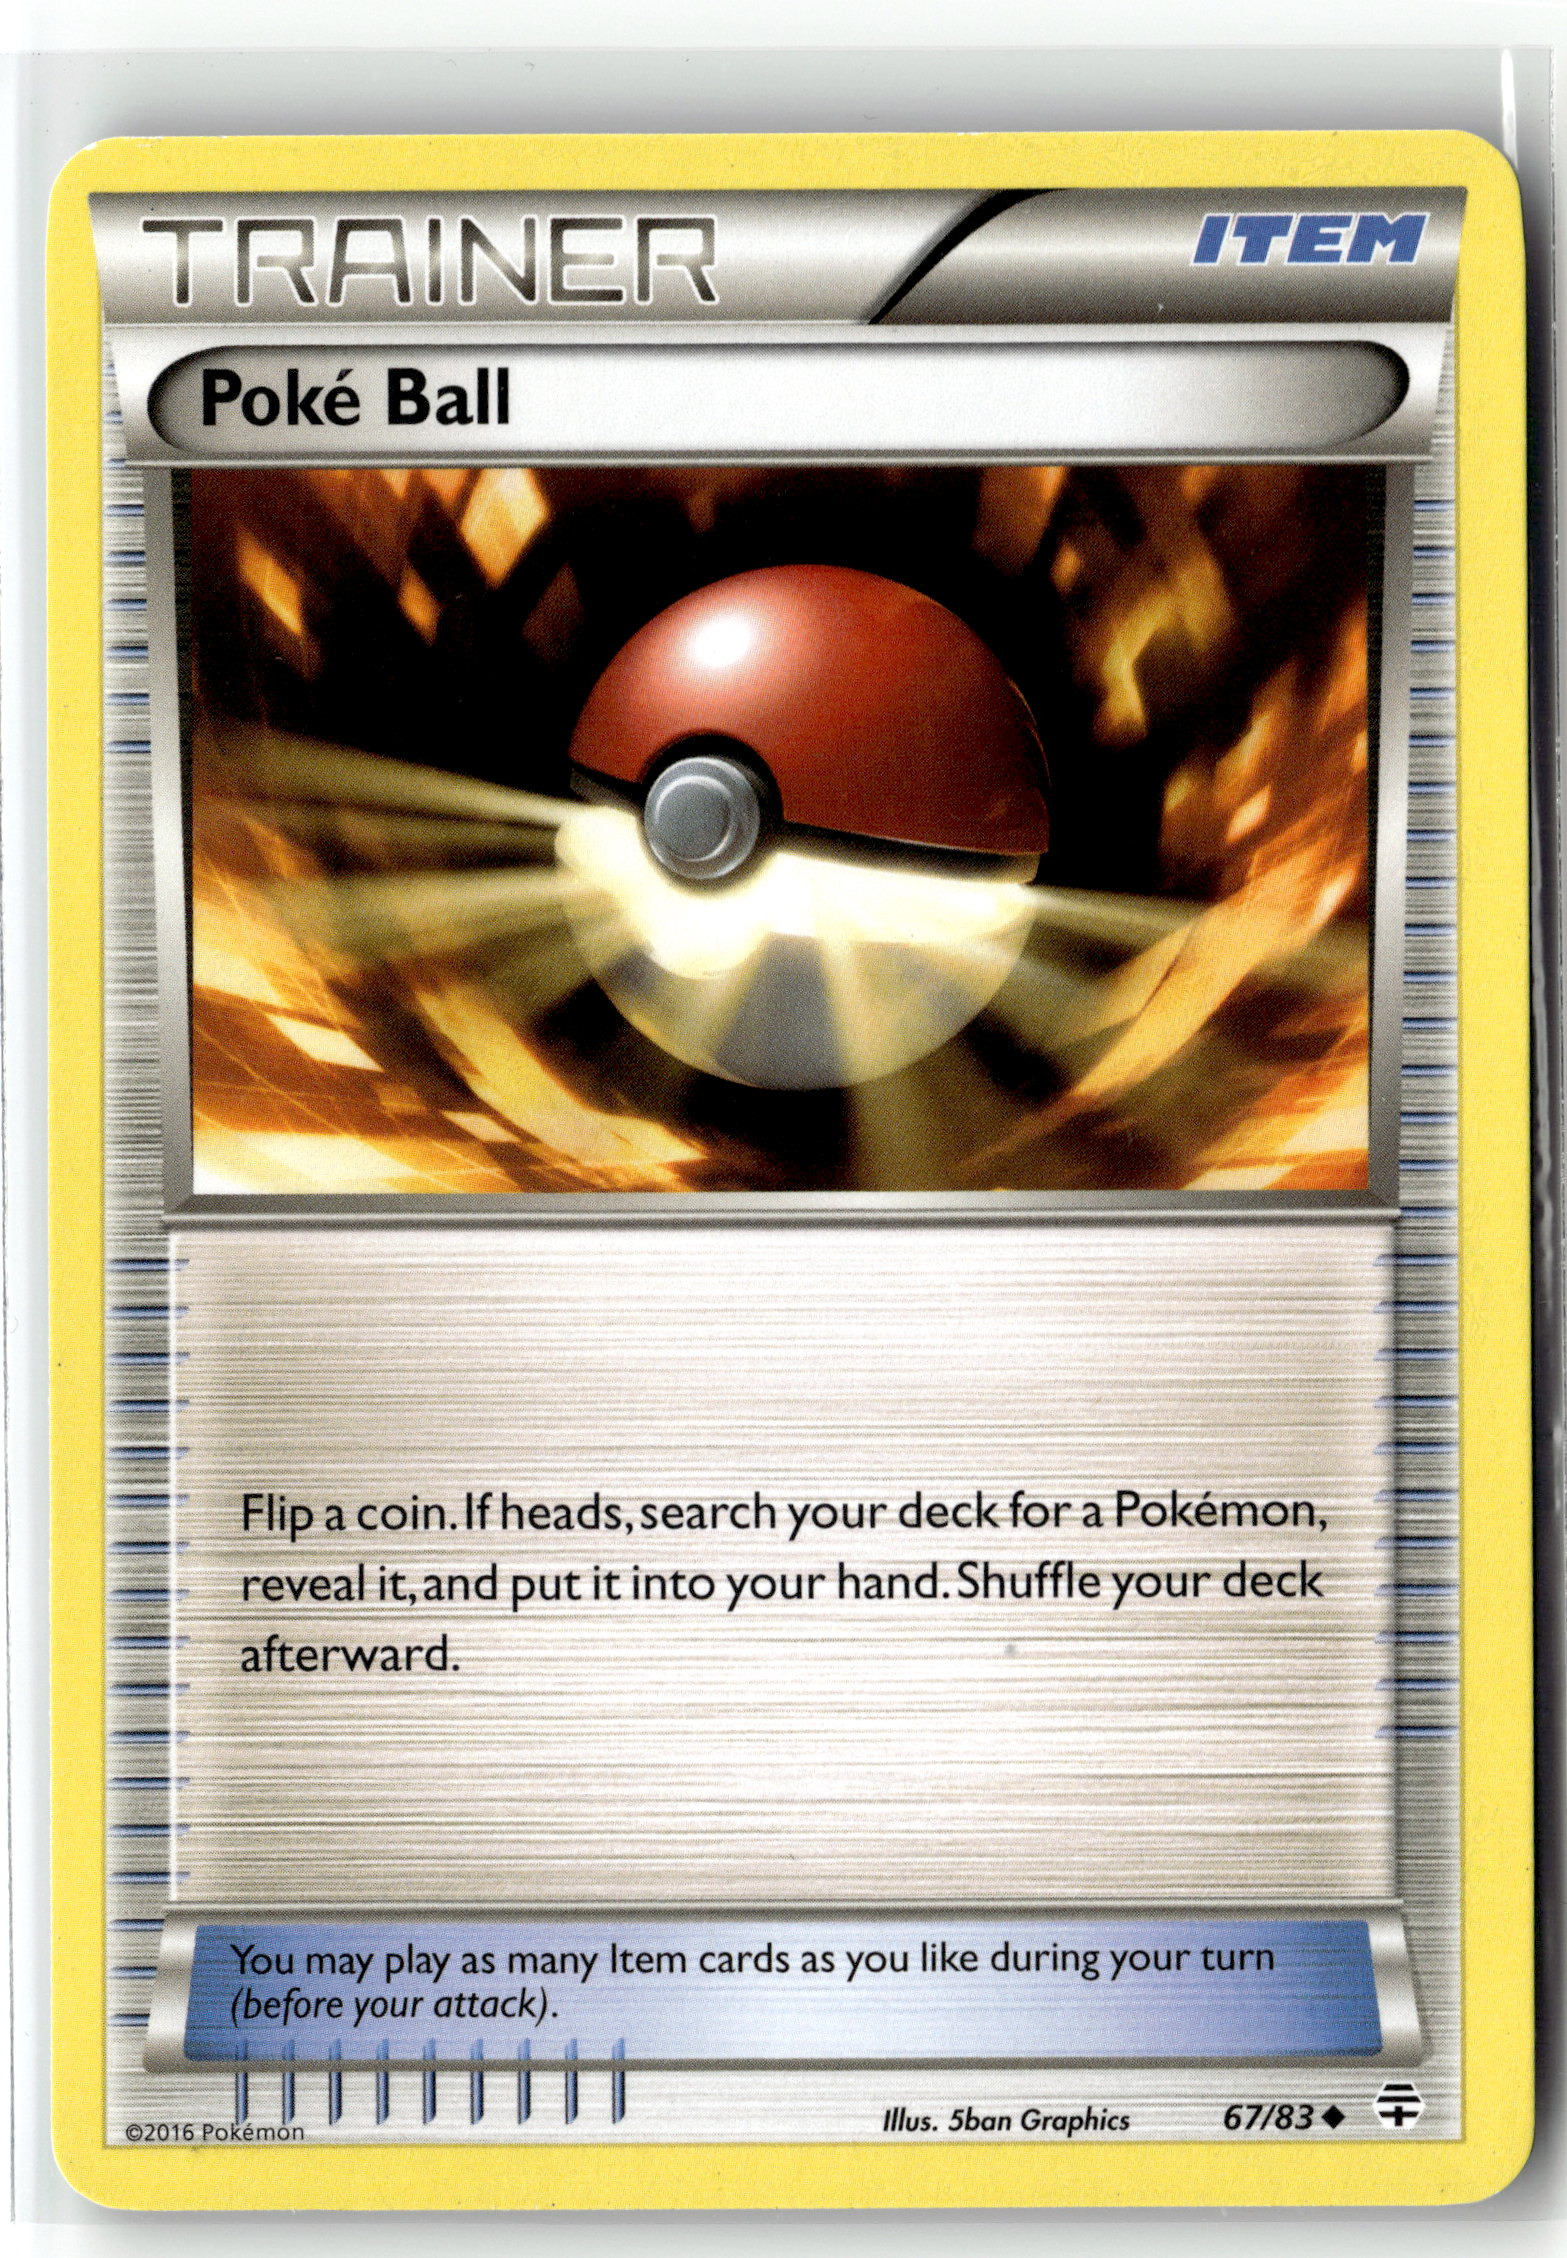 TRAINER
ITEM
Poké Ball
Flip a coin. If heads, search your deck for a Pokémon,
reveal it, and put it into your hand. Shuffle your deck
afterward.
You may play as many Item cards as you like during your turn
(before your attack).
©2016 Pokémon
Illus. 5ban Graphics
67/83